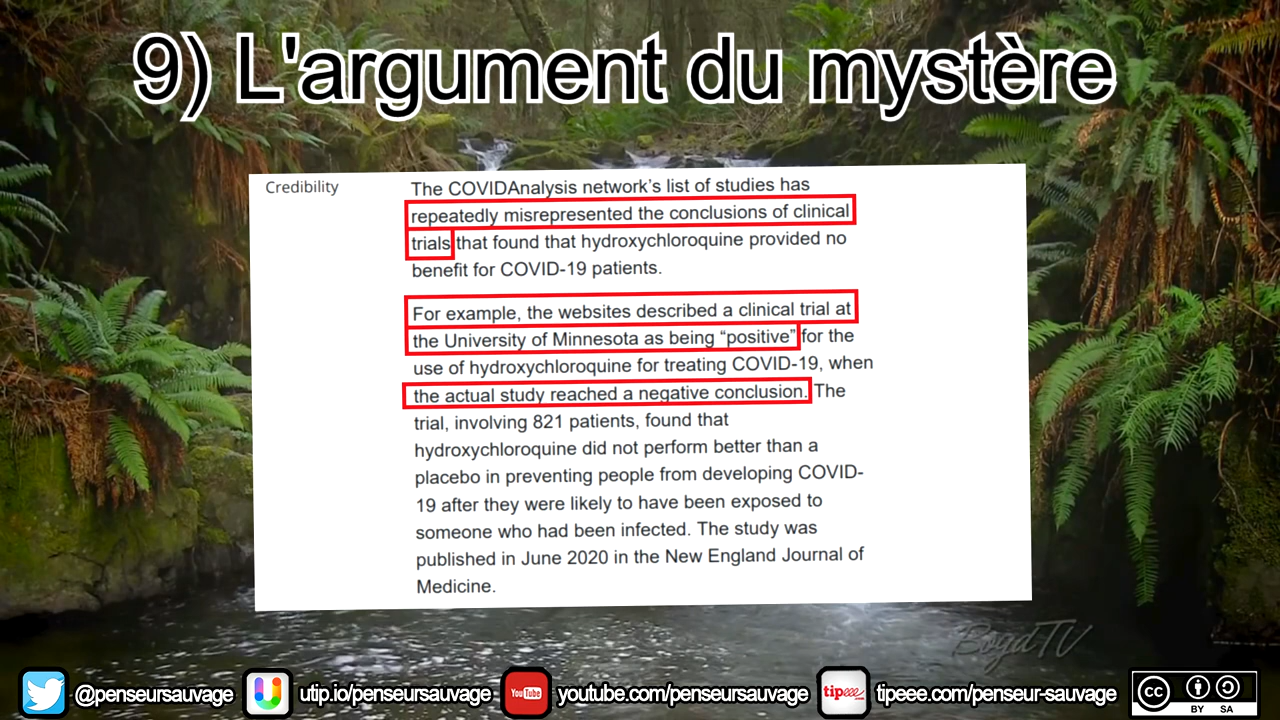 9) L'argument du mystère
Credibility
The COVIDAnalysis network's list of studies has
repeatedly misrepresented the conclusions of clinical
trials that found that hydroxychloroquine provided no
benefit for COVID-19 patients.
For example, the websites described a clinical trial at
the University of Minnesota as being “positive” for the
use of hydroxychloroquine for treating COVID-19, when
the actual study reached a negative conclusion. The
trial, involving 821 patients, found that
hydroxychloroquine did not perform better than a
placebo in preventing people from developing COVID-
19 after they were likely to have been exposed to
someone who had been infected. The study was
published in June 2020 in the New England Journal of
Medicine.
BogdTV
@penseursauvage
utip.io/penseursauvage
YouTube
youtube.com/penseursauvage
tipeee
tipeee.com/penseur-sauvage
cc
BY SA